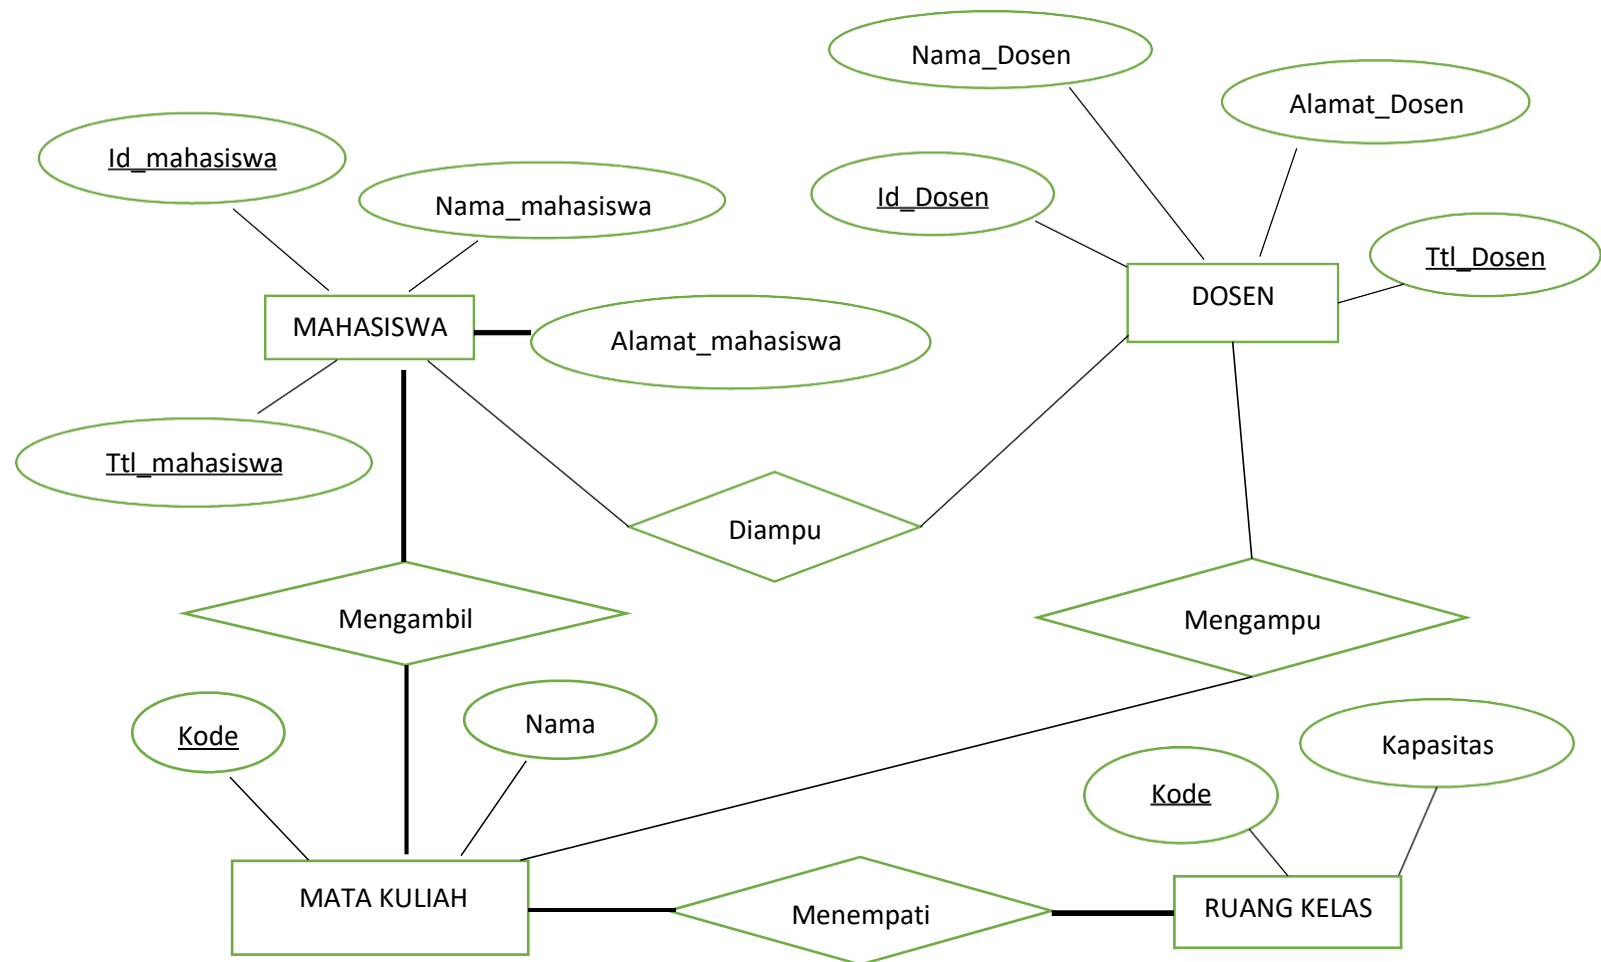 Nama_Dosen
Alamat_Dosen
Id_mahasiswa
Nama_mahasiswa
Id_Dosen
Ttl_Dosen
MAHASISWA
DOSEN
Alamat_mahasiswa
Ttl_mahasiswa
Diampu
Mengambil
Mengampu
Kode
Nama
Kapasitas
Kode
MATA KULIAH
Menempati
RUANG KELAS